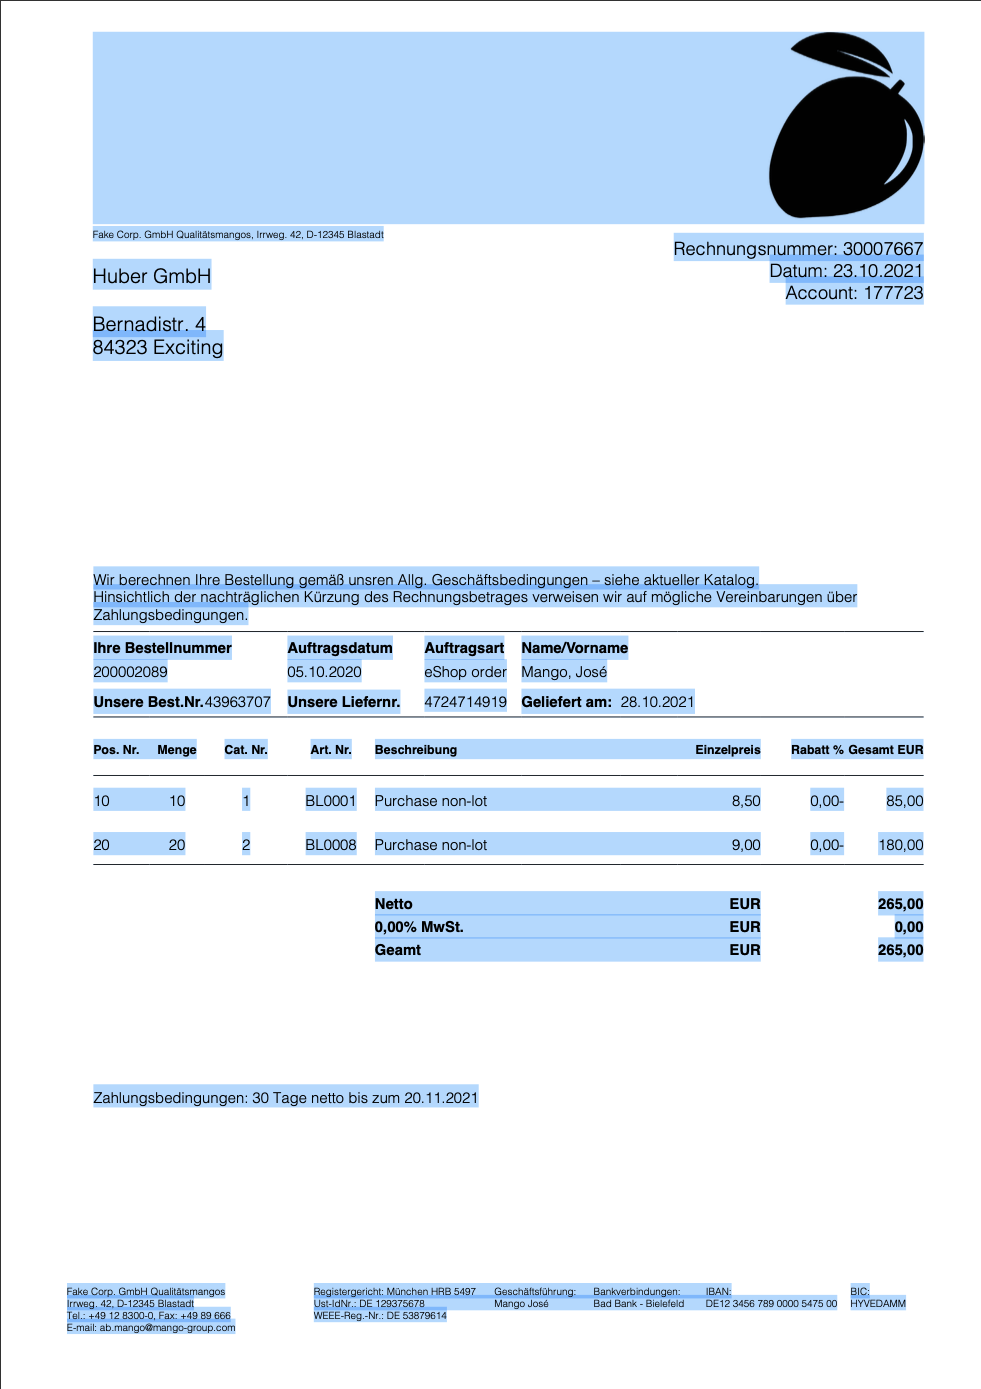 Fake Corp. GmbH Qualitätsmangos, Irrweg. 42, D-12345 Blastadt
Rechnungsnummer: 30007667
Datum: 23.10.2021
Account: 177723
Huber GmbH
Bernadistr. 4
84323 Exciting
Wir berechnen Ihre Bestellung gemäß unsren Allg. Geschäftsbedingungen – siehe aktueller Katalog.
Hinsichtlich der nachträglichen Kürzung des Rechnungsbetrages verweisen wir auf mögliche Vereinbarungen über
Zahlungsbedingungen.
Ihre Bestellnummer Auftragsdatum Auftragsart Name/Vorname
200002089 05.10.2020 eShop order Mango, José
Unsere Best.Nr. 43963707 Unsere Liefernr. 4724714919 Geliefert am: 28.10.2021
Pos. Nr. Menge Cat. Nr. Art. Nr. Beschreibung Einzelpreis Rabatt % Gesamt EUR
10 10 1 BL0001 Purchase non-lot 8,50 0,00- 85,00
20 20 2 BL0008 Purchase non-lot 9,00 0,00- 180,00
Netto EUR 265,00
0,00% MwSt. EUR 0,00
Geamt EUR 265,00
Zahlungsbedingungen: 30 Tage netto bis zum 20.11.2021
Fake Corp. GmbH Qualitätsmangos
Irrweg. 42, D-12345 Blastadt
Tel.: +49 12 8300-0, Fax: +49 89 666
E-mail: ab.mango@mango-group.com
Registergericht: München HRB 5497
Ust-IdNr.: DE 129375678
WEEE-Reg.-Nr.: DE 53879614
Geschäftsführung:
Mango José
Bankverbindungen:
Bad Bank - Bielefeld
IBAN:
DE12 3456 789 0000 5475 00
BIC:
HYVEDAMM